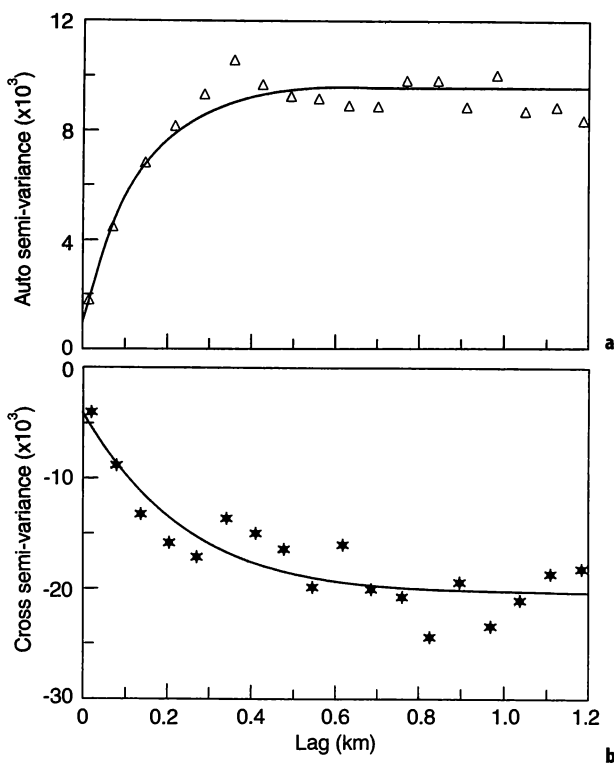 12
8
4
0
Auto semi-variance (x10³)
a
0
-10
-20
-30
Cross semi-variance (x10³)
0 0.2 0.4 0.6 0.8 1.0 1.2
Lag (km)
b